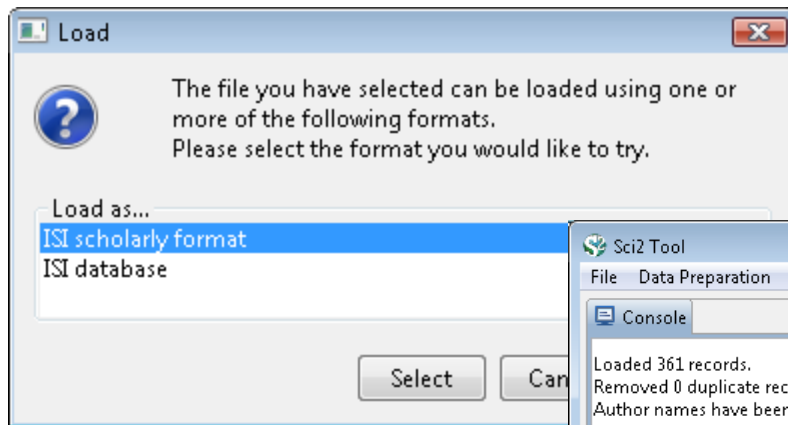 Load
The file you have selected can be loaded using one or
more of the following formats.
Please select the format you would like to try.
Load as...
ISI scholarly format
ISI database
Select
Sci2 Tool
File Data Preparation
Console
Loaded 361 records.
Removed 0 duplicate
Author names have